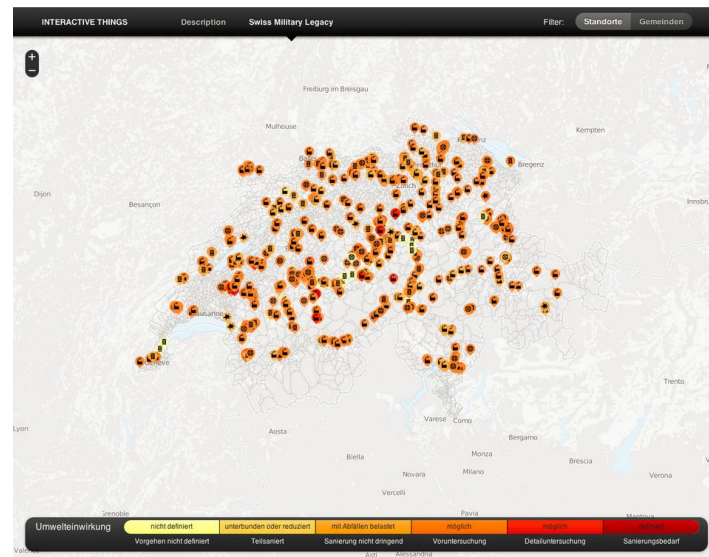 INTERACTIVE THINGS Description Swiss Military Legacy Filter: Standorte Gemeinden
+
−
Freiburg im Breisgau
Mulhouse
Kempten
Bregenz
Dijon
Besançon
Zürich
Lausanne
Genève
Trento
Lyon
Varese Como
Aosta
Bergamo
Biella
Monza
Brescia
Novara
Milano
Verona
Vercelli
Grenoble
Pavia
Mantova
Umwelteinwirkung nicht definiert unterbunden oder reduziert mit Abfällen belastet möglich möglich
Vorgehen nicht definiert Teilsaniert Sanierung nicht dringend Voruntersuchung Detailuntersuchung Sanierungsbedarf
Asti Alessandria